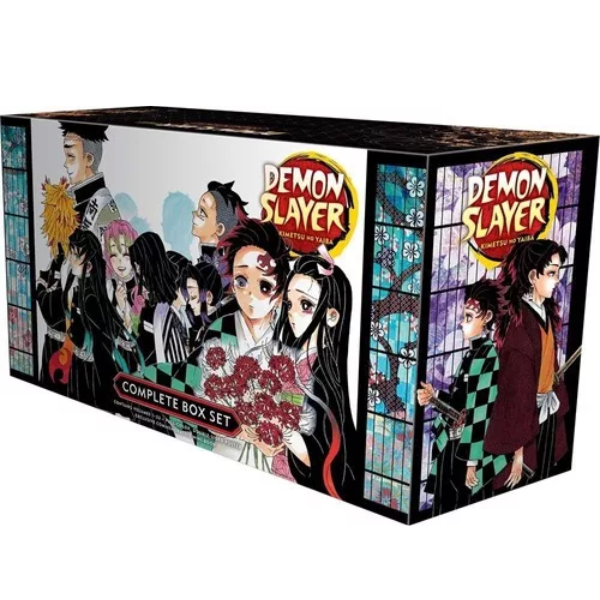 DEMON
SLAYER
KIMETSU NO YAIBA
COMPLETE BOX SET
DEMON
SLAYER
KIMETSU NO YAIBA